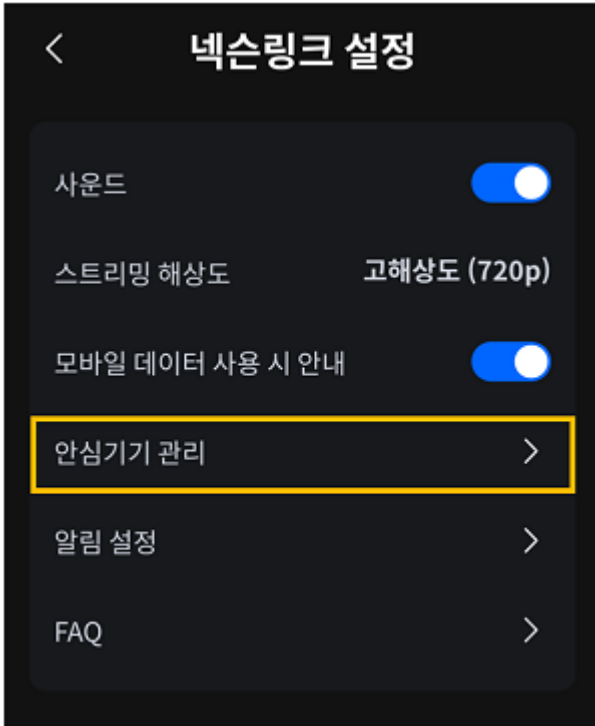 넥슨링크 설정
사운드
스트리밍 해상도 고해상도 (720p)
모바일 데이터 사용 시 안내
안심기기 관리
알림 설정
FAQ